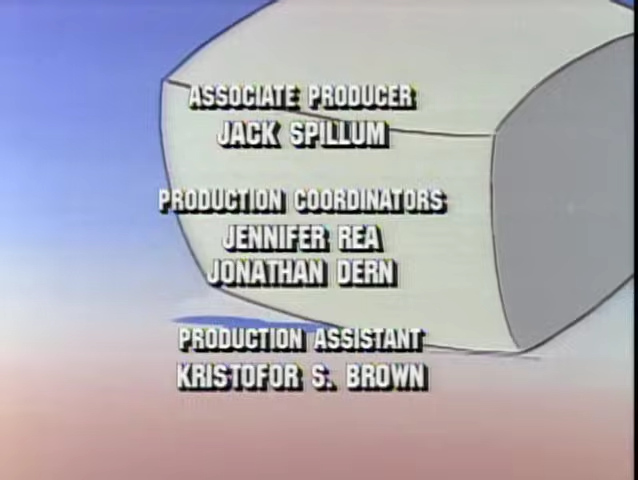 ASSOCIATE PRODUCER
JACK SPILLUM
PRODUCTION COORDINATORS
JENNIFER REA
JONATHAN DERN
PRODUCTION ASSISTANT
KRISTOFOR S. BROWN